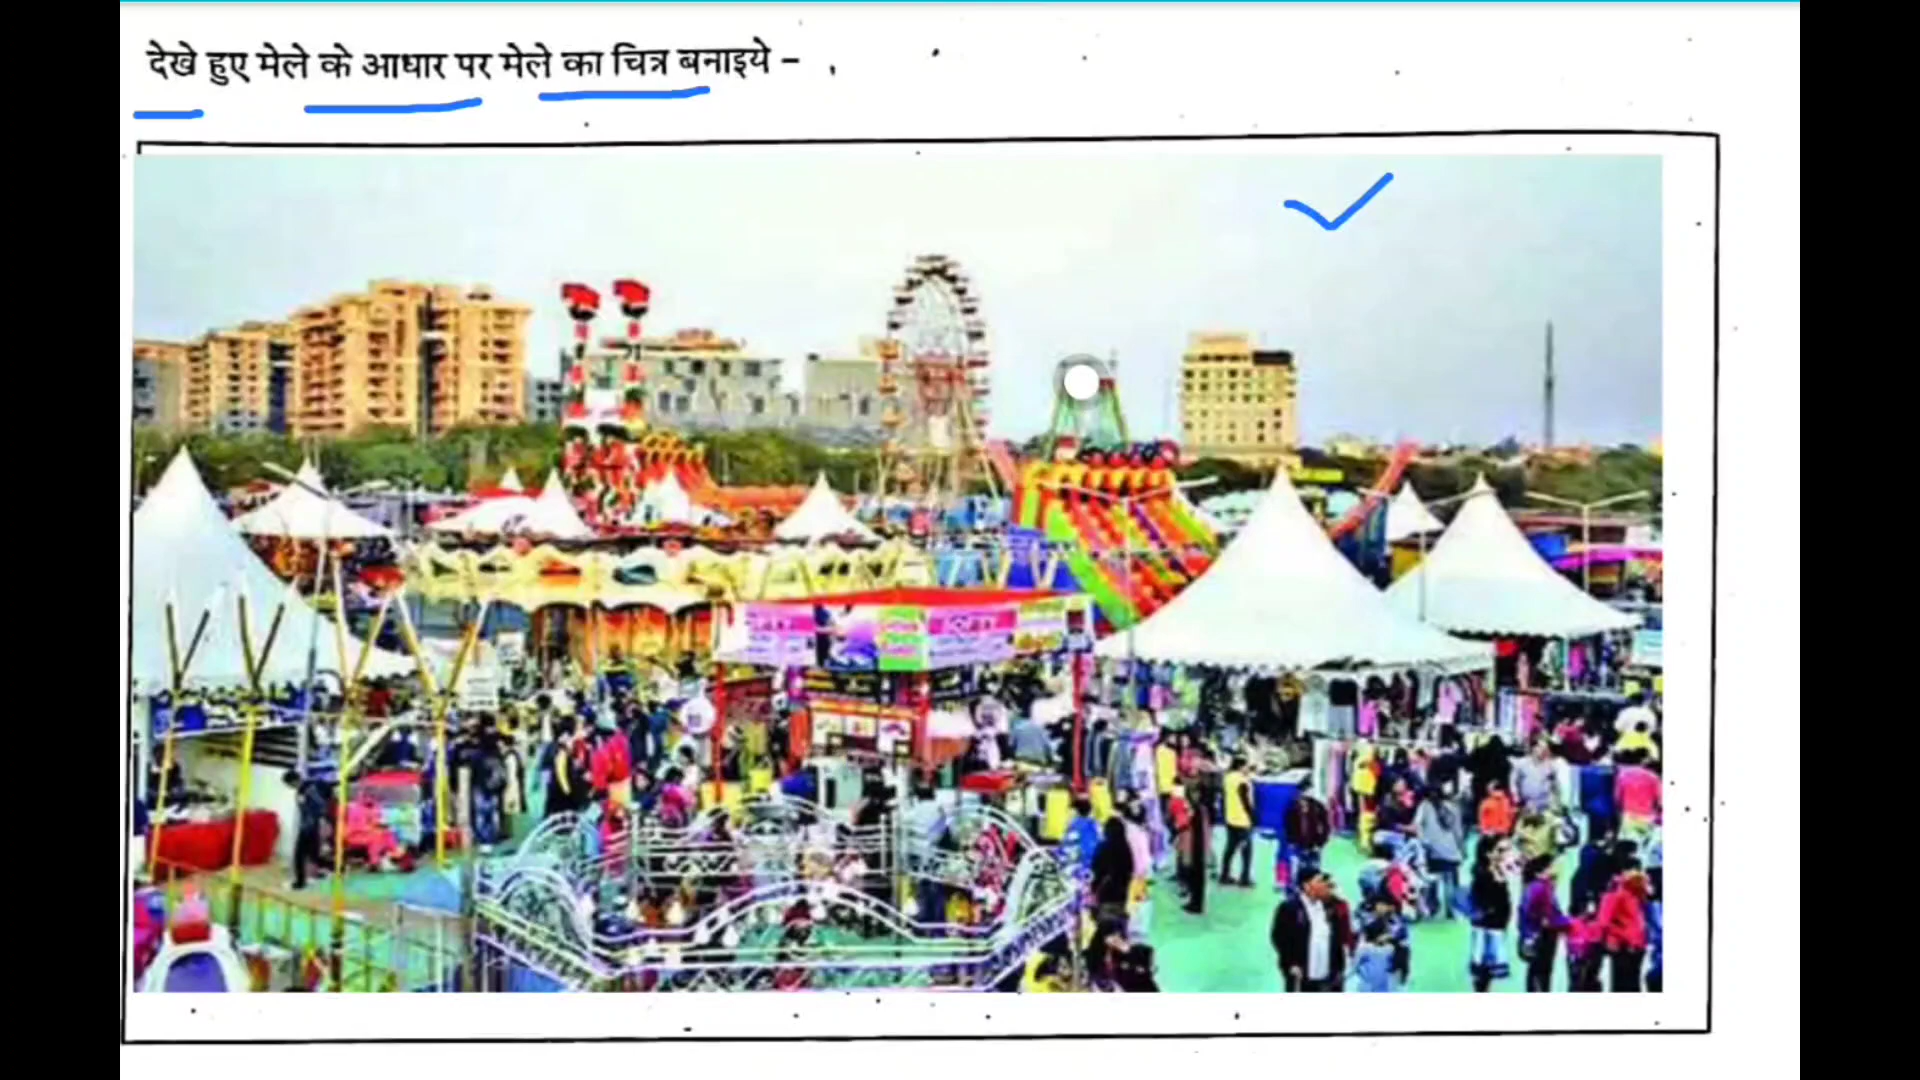 देखे हुए मेले के आधार पर मेले का चित्र बनाइये –